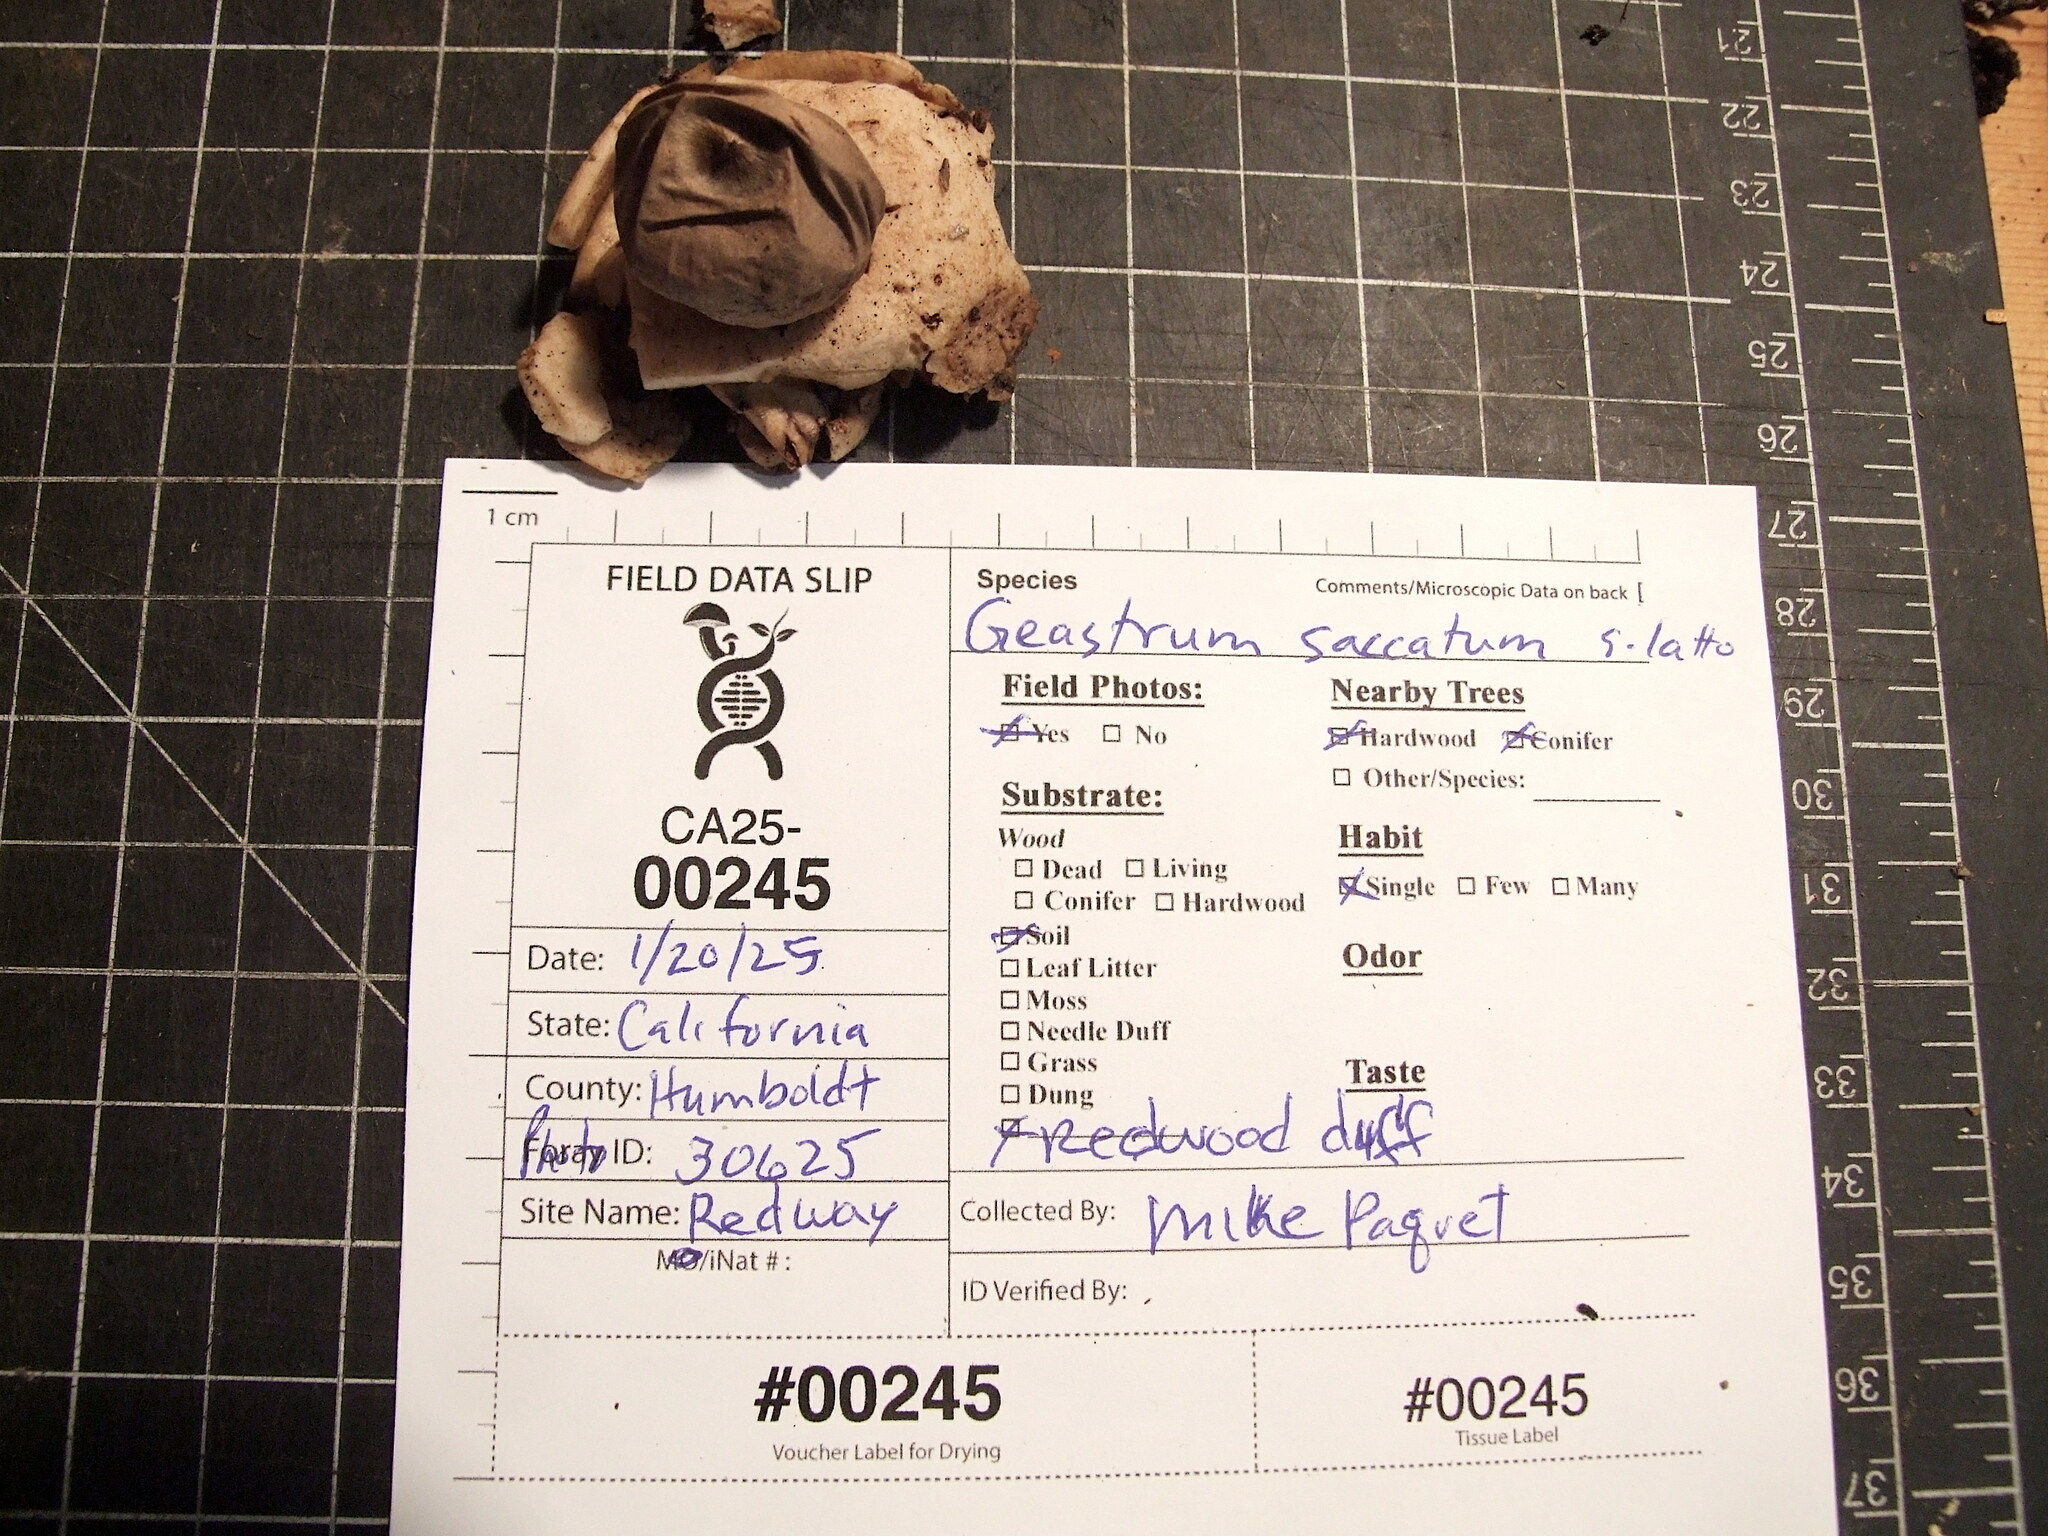 21
22
23
24
25
26
27
28
29
30
31
32
33
34
35
36
37
1 cm
FIELD DATA SLIP
CA25-
00245
Date: 1/20/25
State: California
County: Humboldt
Photo
Foray ID: 30625
Site Name: Redway
MO/iNat #:
Species
Comments/Microscopic Data on back [
Geastrum saccatum s. latto
Field Photos:
Yes No
Substrate:
Wood
Dead Living
Conifer Hardwood
Soil
Leaf Litter
Moss
Needle Duff
Grass
Dung
Redwood duff
Nearby Trees
Hardwood Conifer
Other/Species:
Habit
Single Few Many
Odor
Taste
Collected By: Mike Paquet
ID Verified By:
#00245
Voucher Label for Drying
#00245
Tissue Label